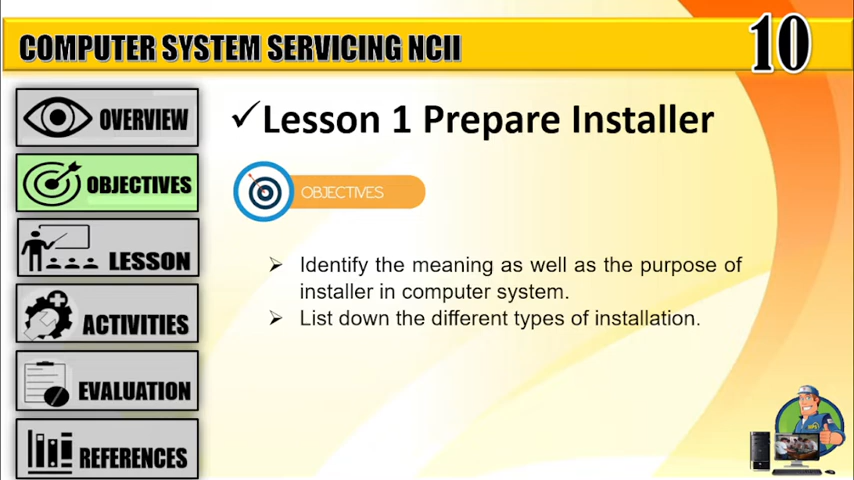 COMPUTER SYSTEM SERVICING NCII
10
OVERVIEW
OBJECTIVES
LESSON
ACTIVITIES
EVALUATION
REFERENCES
✓Lesson 1 Prepare Installer
OBJECTIVES
➢ Identify the meaning as well as the purpose of
installer in computer system.
➢ List down the different types of installation.